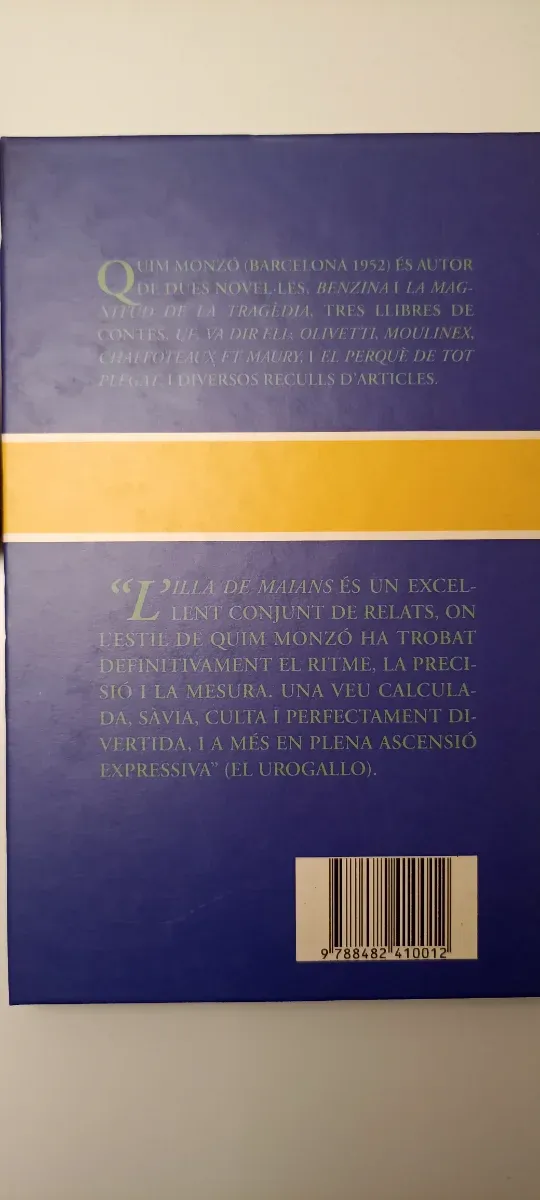 QUIM MONZÓ (BARCELONA 1952) ÉS AUTOR
DE DUES NOVEL·LES, BENZINA I LA MAG-
NITUD DE LA TRAGÈDIA, TRES LLIBRES DE
CONTES, UF, VA DIR ELL; OLIVETTI, MOULINEX,
CHAFFOTEAUX ET MAURY, I EL PERQUÈ DE TOT
PLEGAT I DIVERSOS RECULLS D'ARTICLES.
“L'ILLA DE MAIANS ÉS UN EXCEL-
LENT CONJUNT DE RELATS, ON
L'ESTIL DE QUIM MONZÓ HA TROBAT
DEFINITIVAMENT EL RITME, LA PRECI-
SIÓ I LA MESURA. UNA VEU CALCULA-
DA, SÀVIA, CULTA I PERFECTAMENT DI-
VERTIDA, I A MÉS EN PLENA ASCENSIÓ
EXPRESSIVA” (EL UROGALLO).
9 788482 410012